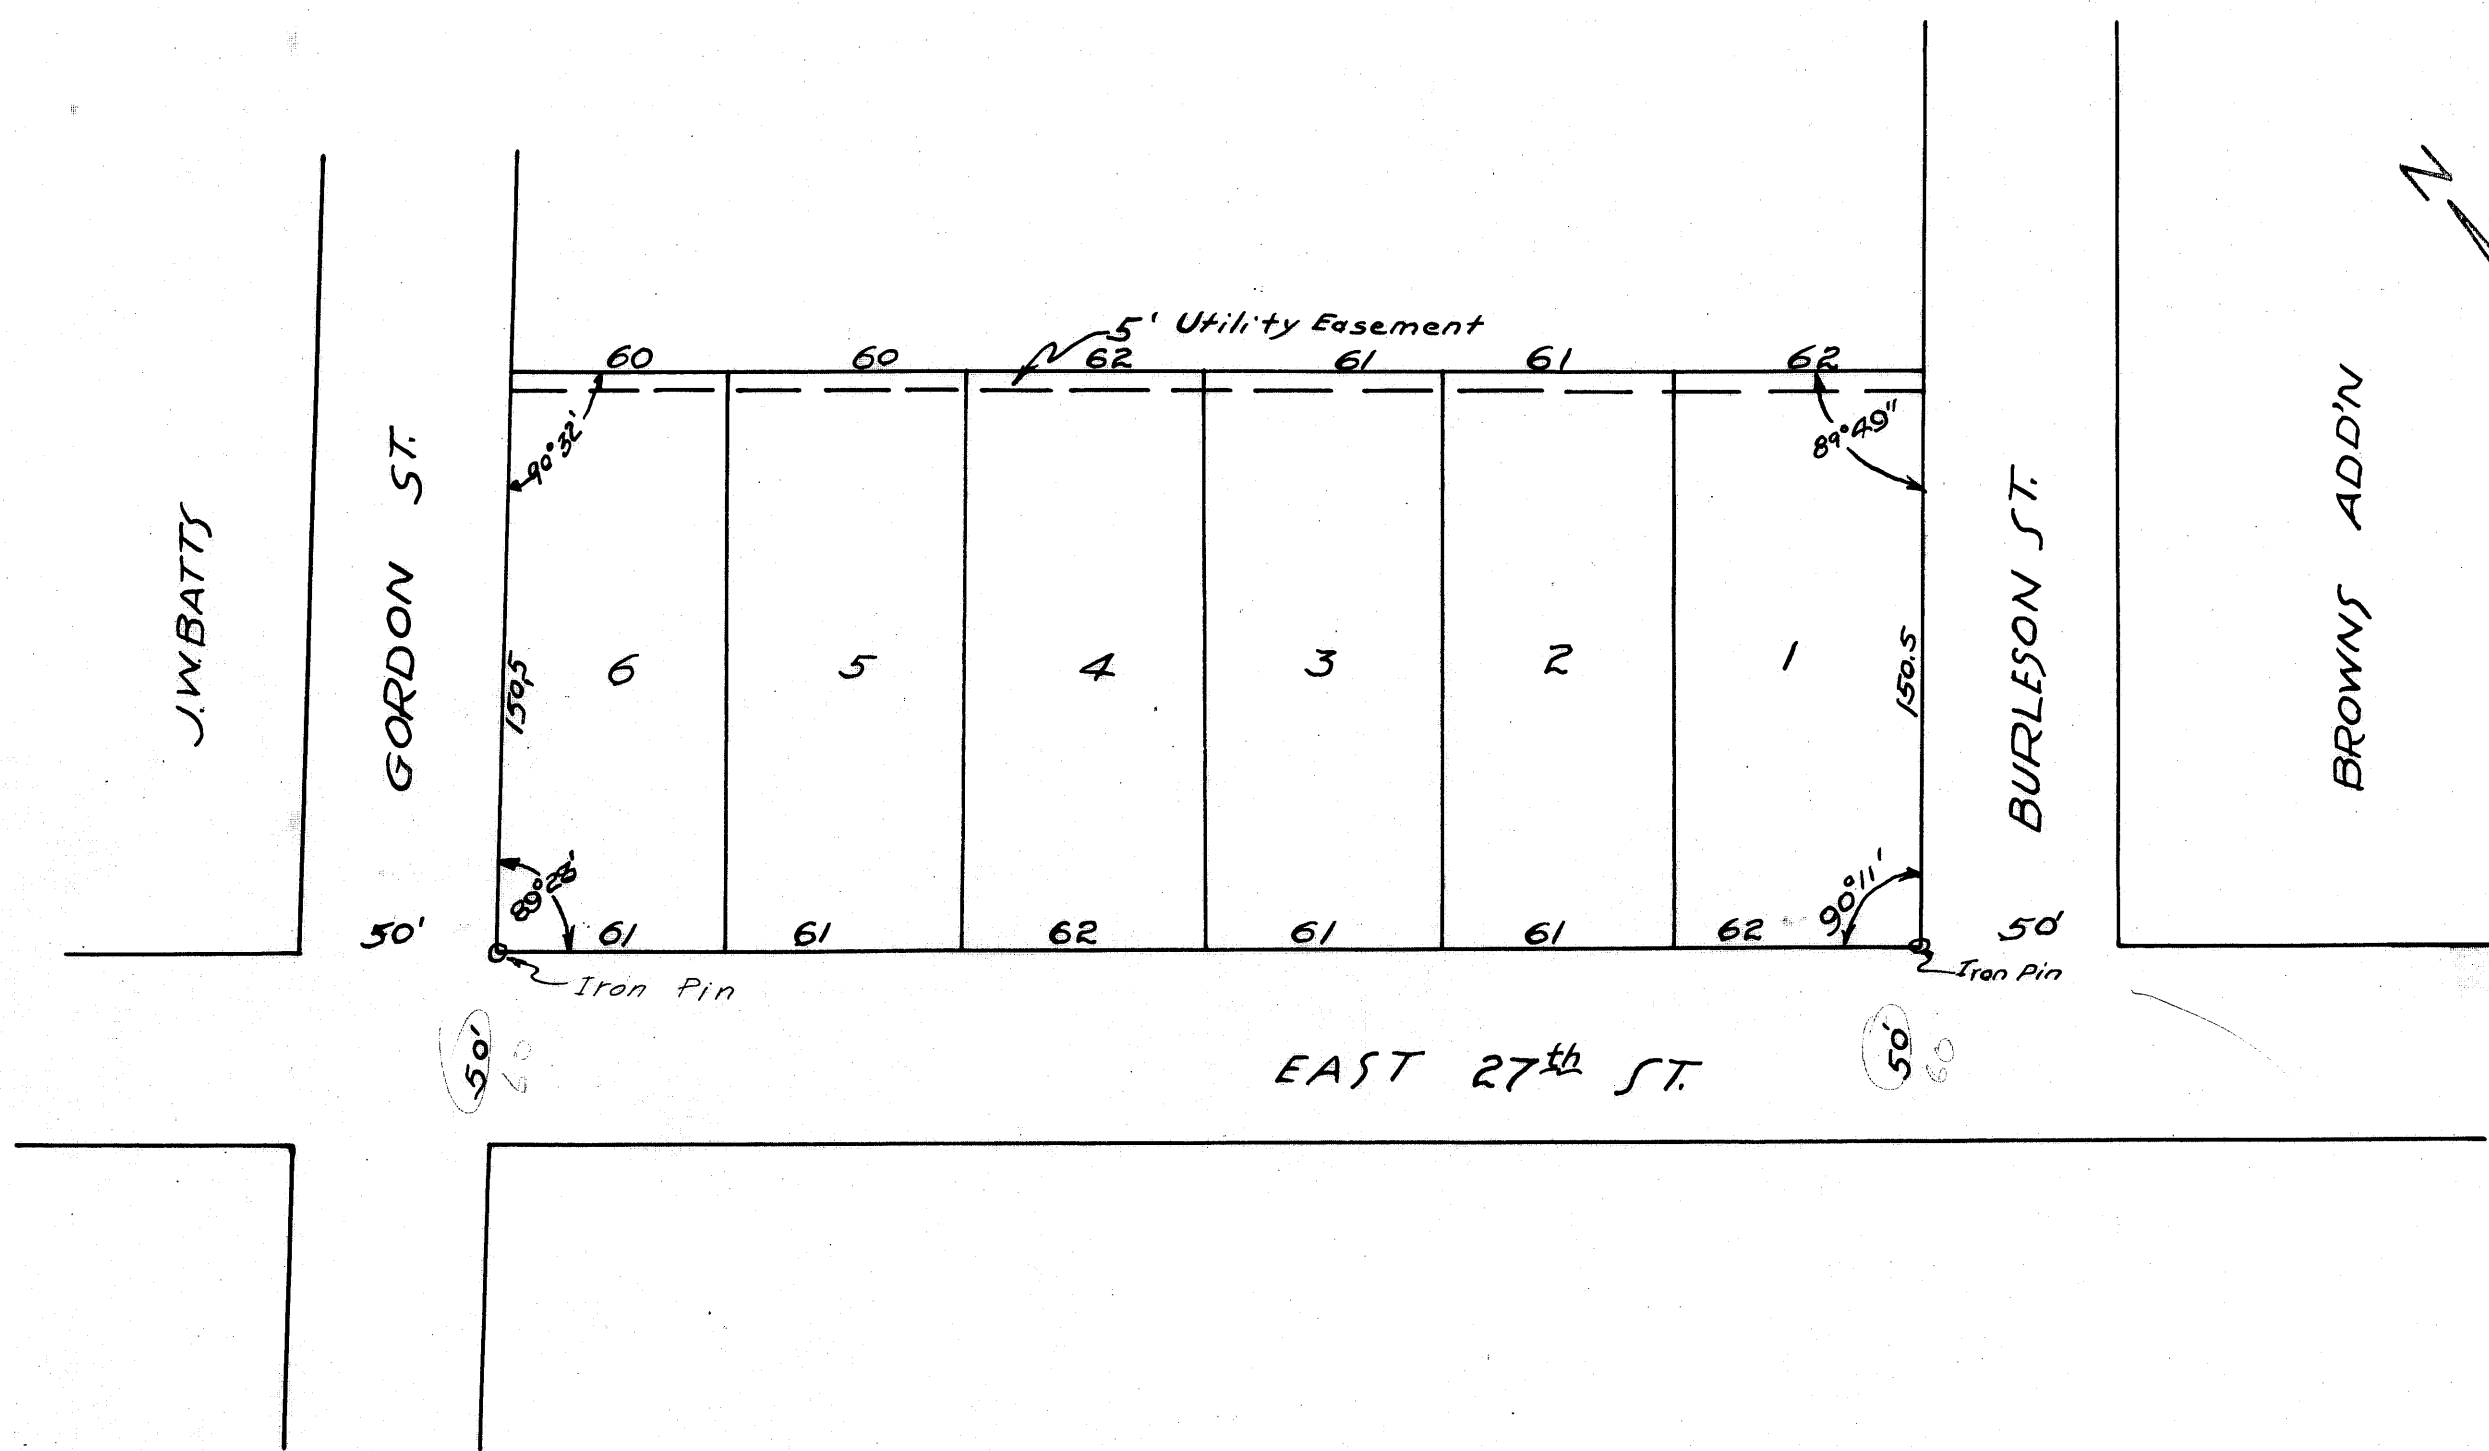 N
5' Utility Easement
60 60 62 61 61 62
90°32'
89°49"
J.W.BATTS
GORDON ST.
150.5
6 5 4 3 2 1
150.5
BURLESON ST.
BROWNS ADD'N
89°28'
90°11'
50'
61 61 62 61 61 62
50'
Iron Pin
Iron Pin
50'
60
EAST 27th ST.
50'
60